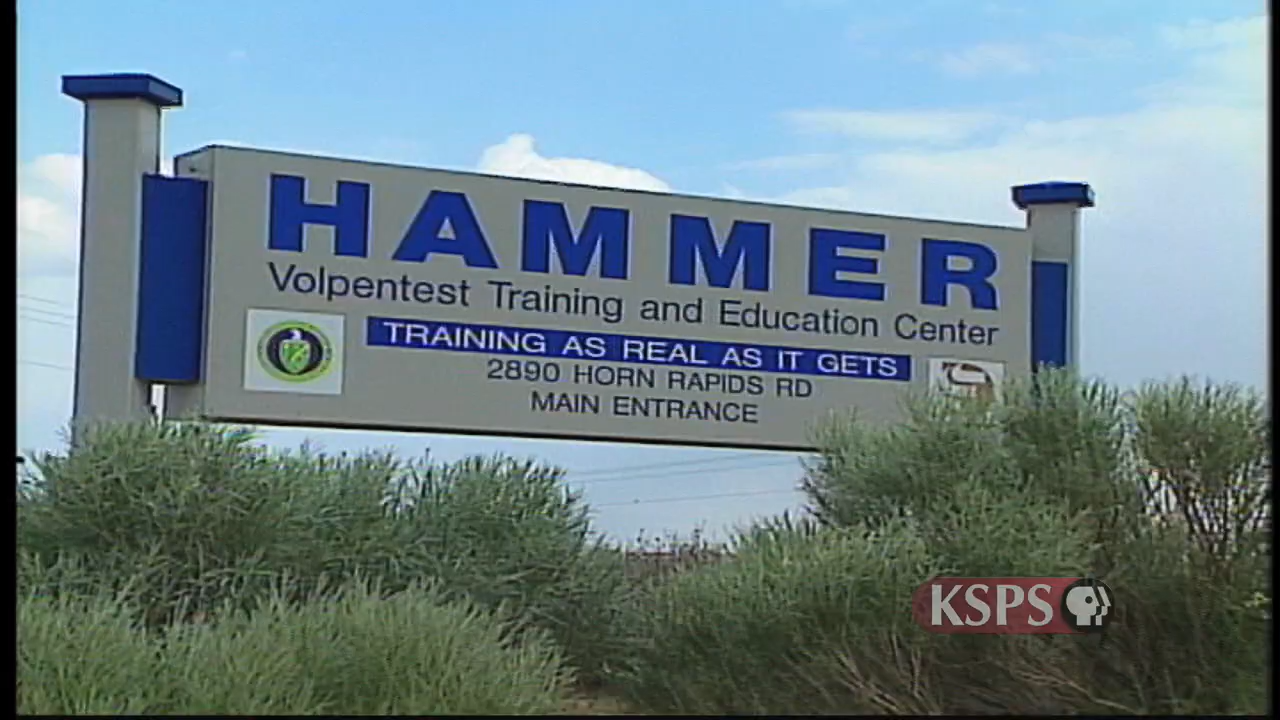 HAMMER
Volpentest Training and Education Center
TRAINING AS REAL AS IT GETS
2890 HORN RAPIDS RD
MAIN ENTRANCE
KSPS